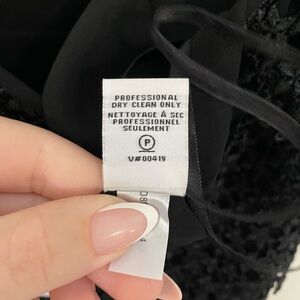 PROFESSIONAL
DRY CLEAN ONLY
NETTOYAGE À SEC
PROFESSIONNEL
SEULEMENT
P
V#00419